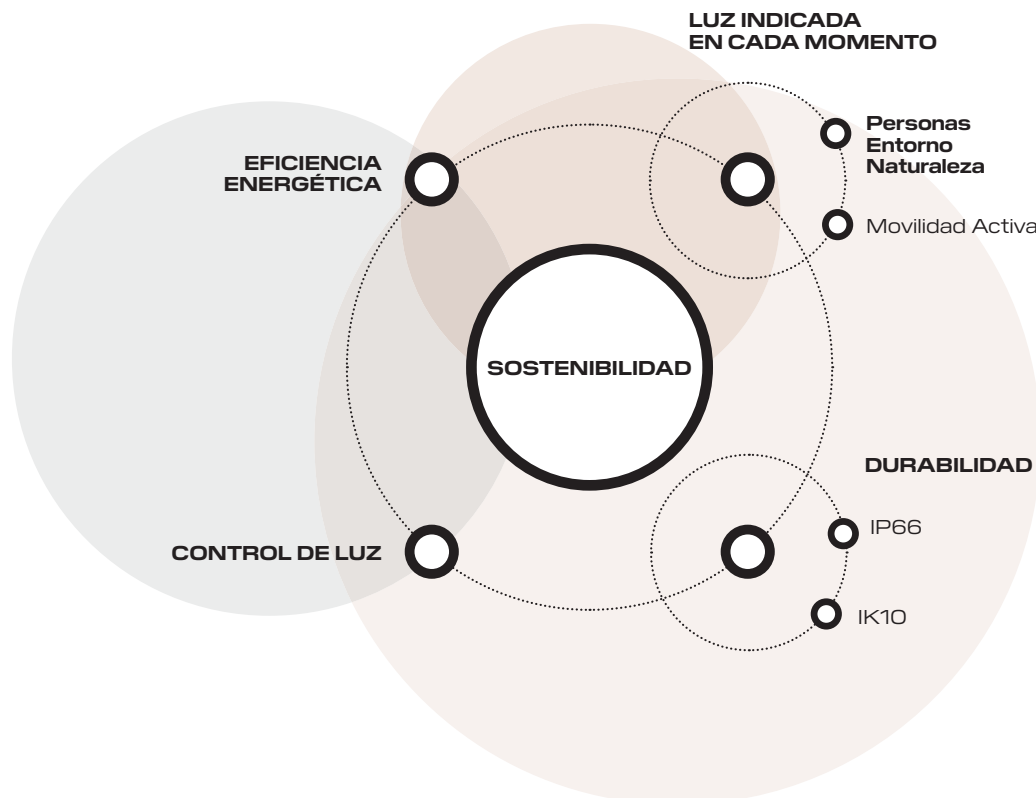 LUZ INDICADA
EN CADA MOMENTO
Personas
Entorno
Naturaleza
Movilidad Activa
EFICIENCIA
ENERGÉTICA
SOSTENIBILIDAD
DURABILIDAD
IP66
IK10
CONTROL DE LUZ